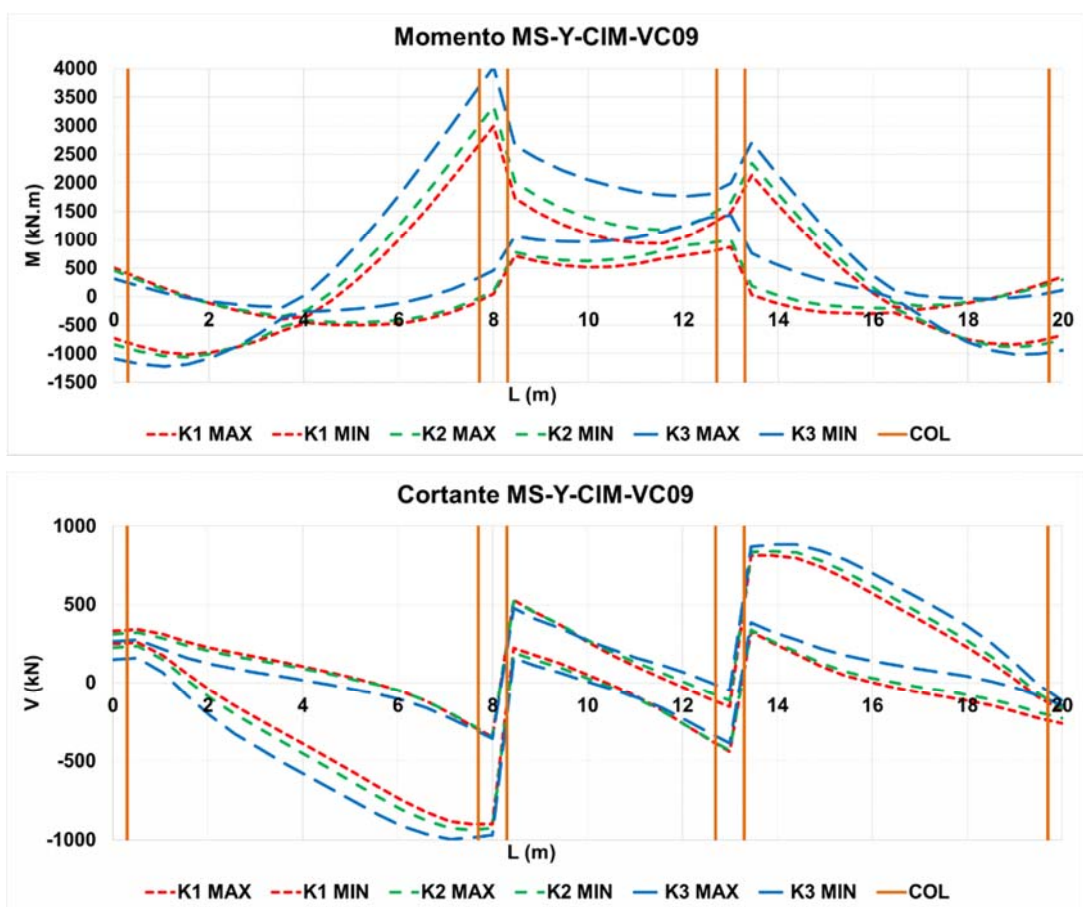 Momento MS-Y-CIM-VC09
4000
3500
3000
2500
2000
1500
1000
500
0
-500
-1000
-1500
M (kN.m)
0 2 4 6 8 10 12 14 16 18 20
L (m)
K1 MAX K1 MIN K2 MAX K2 MIN K3 MAX K3 MIN COL
Cortante MS-Y-CIM-VC09
1000
500
0
-500
-1000
V (kN)
0 2 4 6 8 10 12 14 16 18 20
L (m)
K1 MAX K1 MIN K2 MAX K2 MIN K3 MAX K3 MIN COL